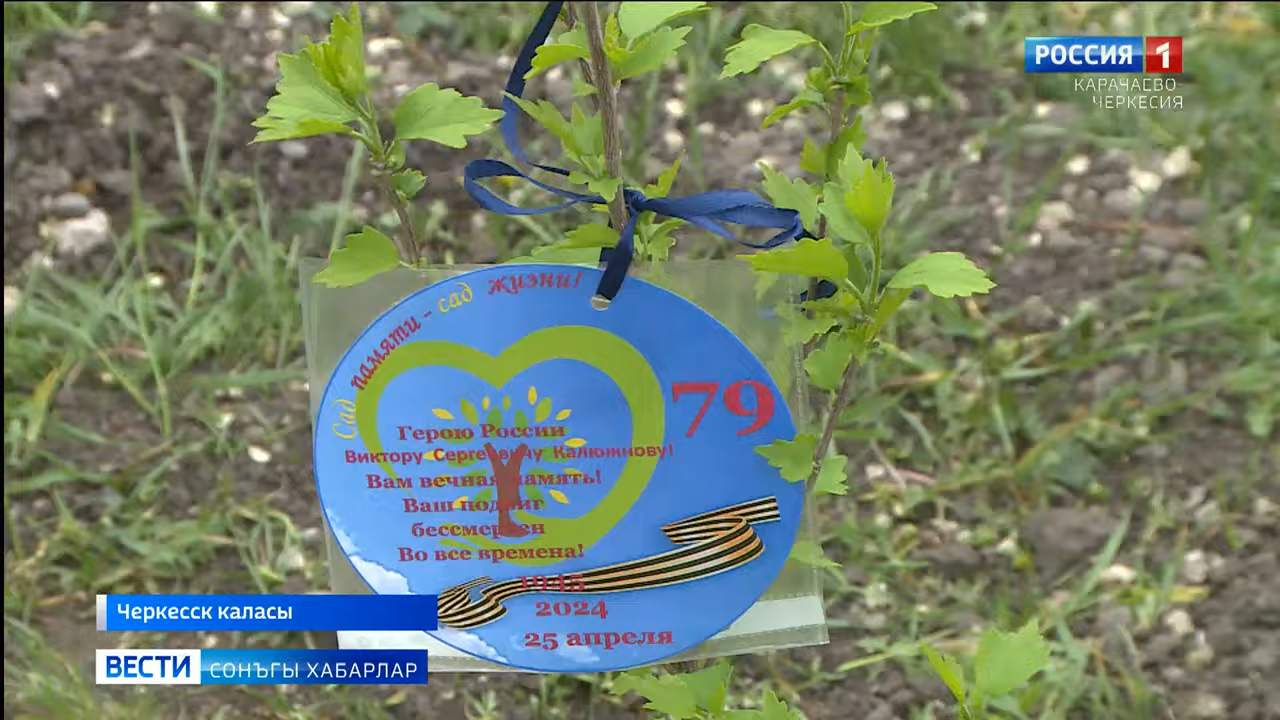 РОССИЯ 1
КАРАЧАЕВО
ЧЕРКЕСИЯ
Сад памяти - сад жизни!
79
Герою России
Виктору Сергеевичу Калюжнову!
Вам вечная память!
Ваш подвиг
бессмертен
Во все времена!
1945
2024
25 апреля
Черкесск каласы
ВЕСТИ СОНЪГЫ ХАБАРЛАР